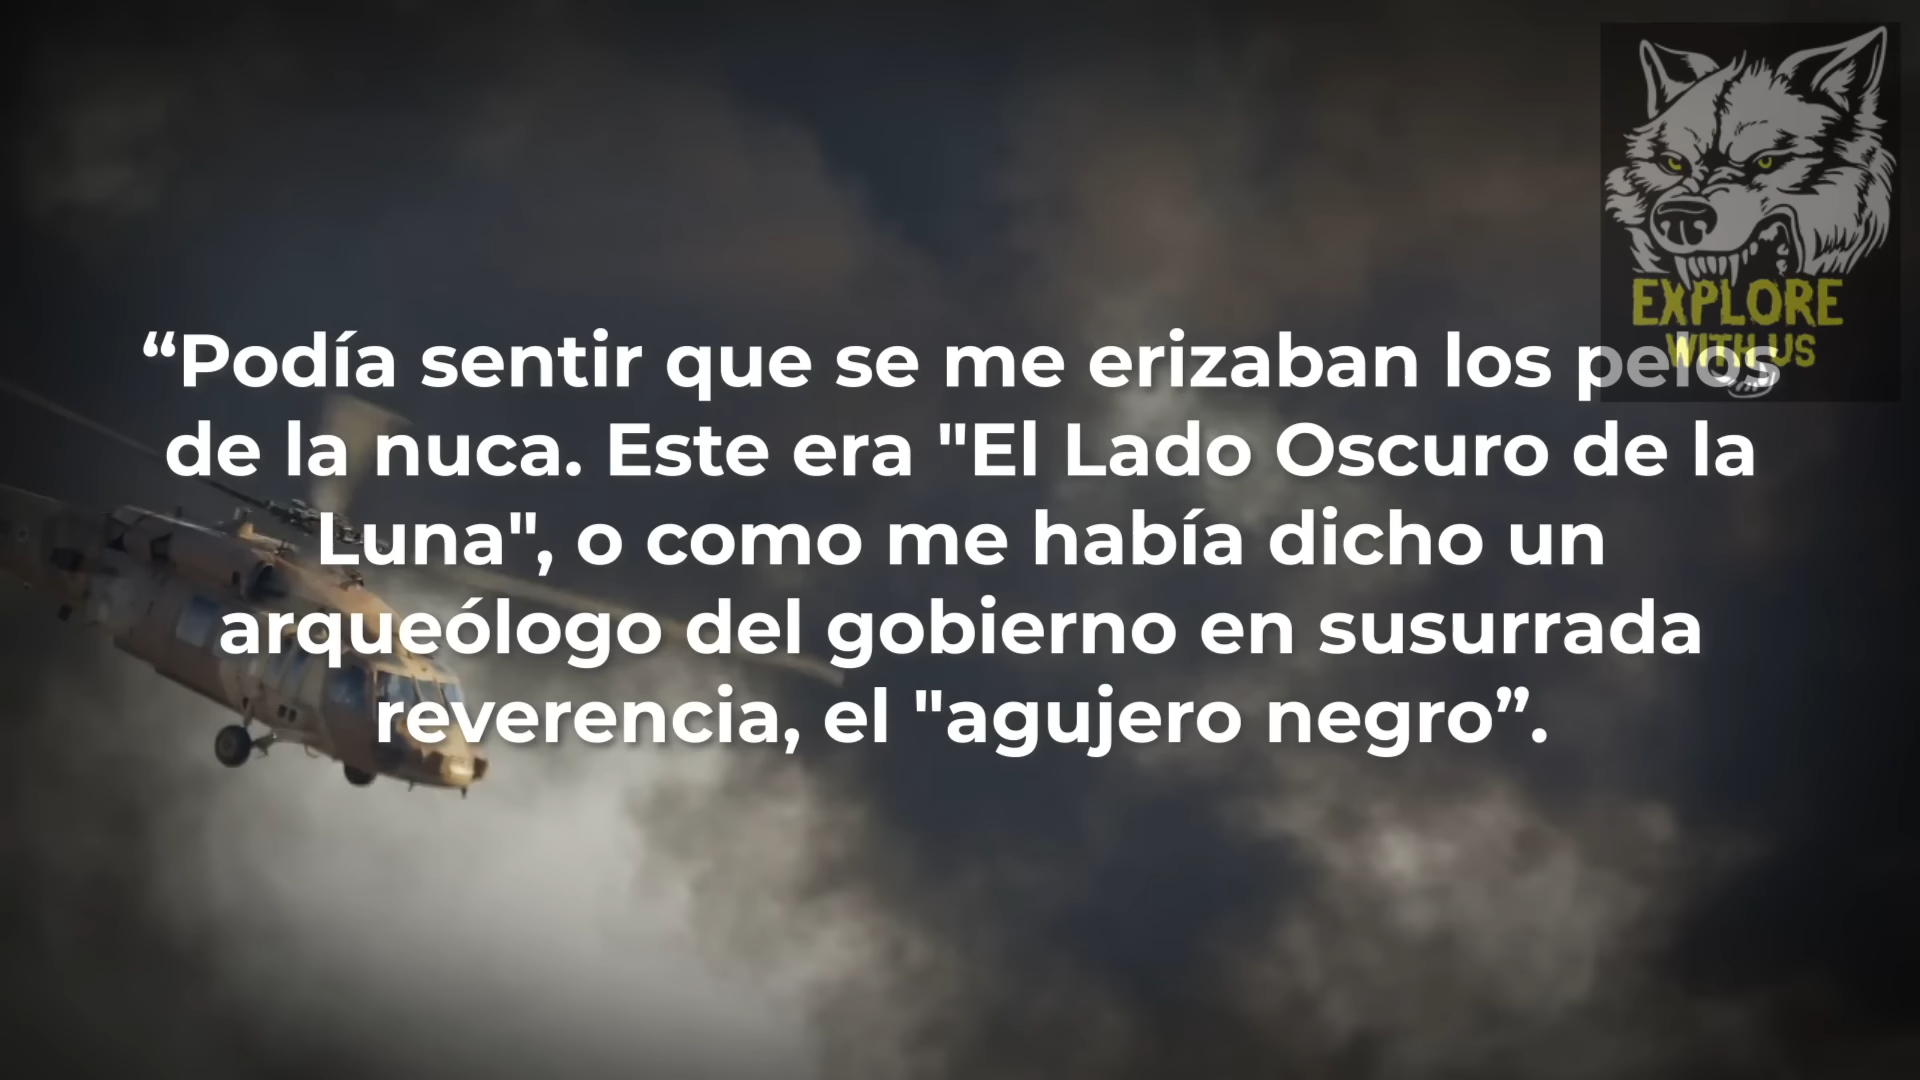 EXPLORE
WITH US
“Podía sentir que se me erizaban los pelos
de la nuca. Este era "El Lado Oscuro de la
Luna", o como me había dicho un
arqueólogo del gobierno en susurrada
reverencia, el "agujero negro”.